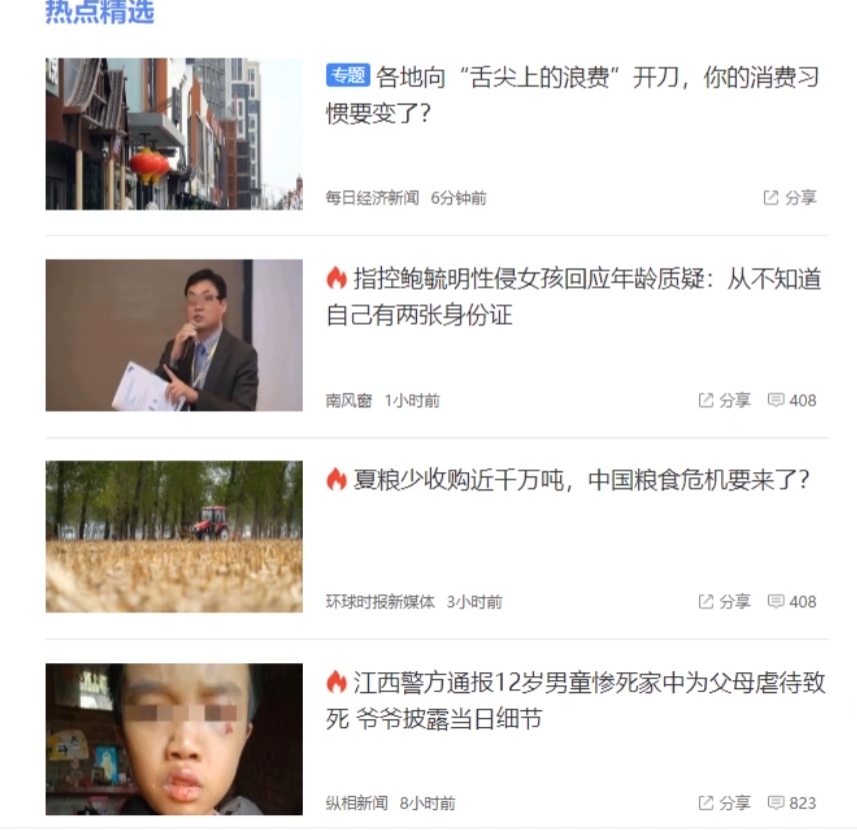 热点精选
专题 各地向“舌尖上的浪费”开刀，你的消费习
惯要变了？
每日经济新闻 6分钟前 分享
指控鲍毓明性侵女孩回应年龄质疑：从不知道
自己有两张身份证
南风窗 1小时前 分享 408
夏粮少收购近千万吨，中国粮食危机要来了？
环球时报新媒体 3小时前 分享 408
江西警方通报12岁男童惨死家中为父母虐待致
死 爷爷披露当日细节
纵相新闻 8小时前 分享 823